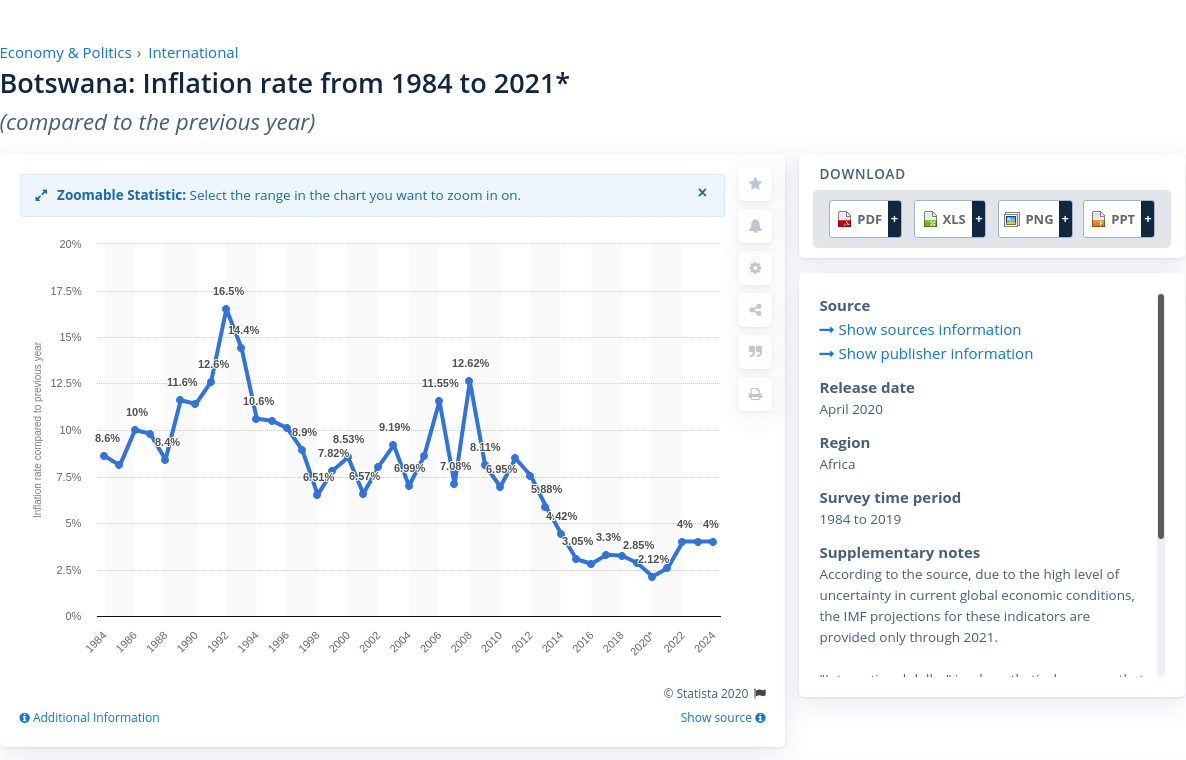 Economy & Politics › International
Botswana: Inflation rate from 1984 to 2021*
(compared to the previous year)
Zoomable Statistic: Select the range in the chart you want to zoom in on. ×
20%
17.5%
15%
12.5%
10%
7.5%
5%
2.5%
0%
Inflation rate compared to previous year
8.6%
10%
8.4%
11.6%
12.6%
16.5%
14.4%
10.6%
8.9%
6.51%
7.82%
8.53%
6.57%
9.19%
6.99%
11.55%
7.08%
12.62%
8.11%
6.95%
5.88%
4.42%
3.05%
3.3%
2.85%
2.12%
4%
4%
1984
1986
1988
1990
1992
1994
1996
1998
2000
2002
2004
2006
2008
2010
2012
2014
2016
2018
2020*
2022
2024
© Statista 2020
Additional Information
Show source
DOWNLOAD
PDF +
XLS +
PNG +
PPT +
Source
Show sources information
Show publisher information
Release date
April 2020
Region
Africa
Survey time period
1984 to 2019
Supplementary notes
According to the source, due to the high level of
uncertainty in current global economic conditions,
the IMF projections for these indicators are
provided only through 2021.